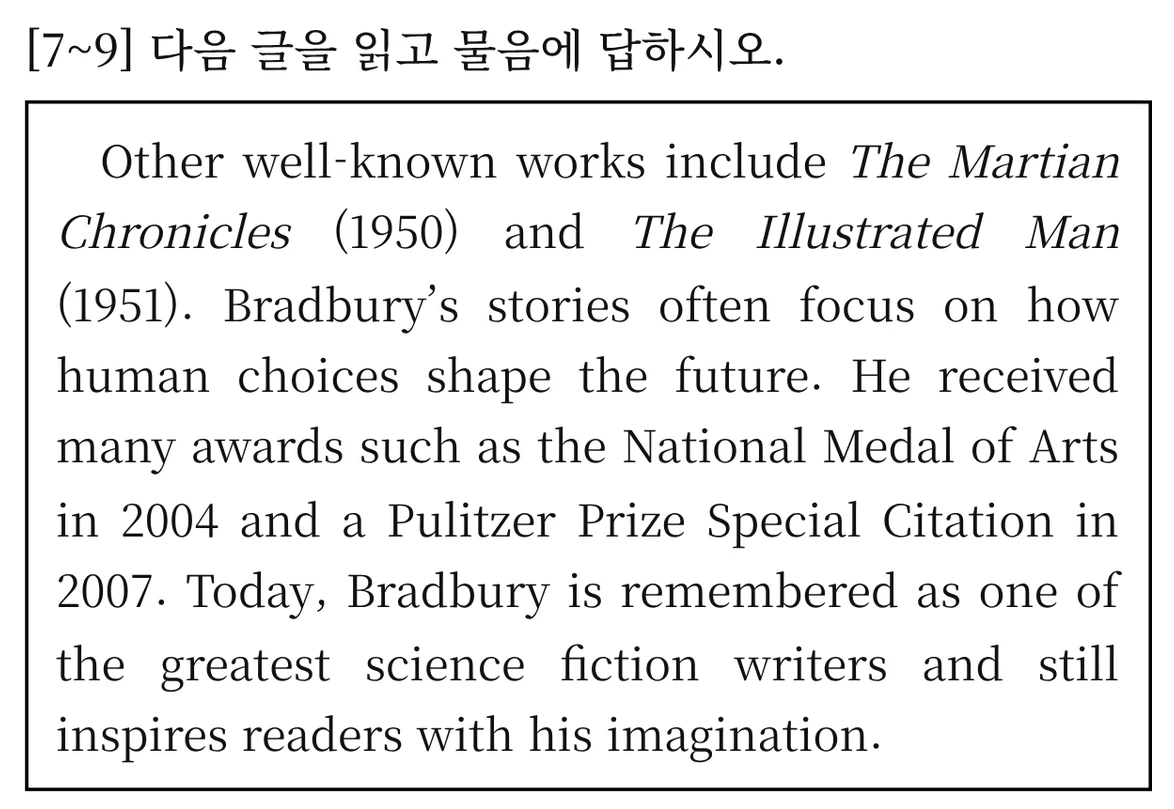 [7~9] 다음 글을 읽고 물음에 답하시오.
Other well-known works include The Martian
Chronicles (1950) and The Illustrated Man
(1951). Bradbury’s stories often focus on how
human choices shape the future. He received
many awards such as the National Medal of Arts
in 2004 and a Pulitzer Prize Special Citation in
2007. Today, Bradbury is remembered as one of
the greatest science fiction writers and still
inspires readers with his imagination.